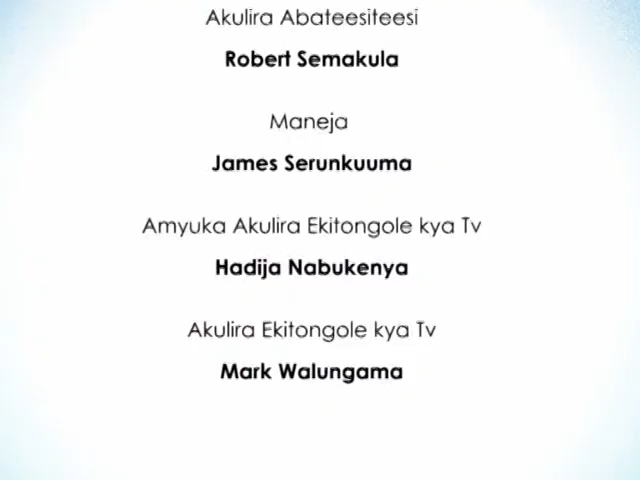 Akulira Abateesiteesi
Robert Semakula
Maneja
James Serunkuuma
Amyuka Akulira Ekitongole kya Tv
Hadija Nabukenya
Akulira Ekitongole kya Tv
Mark Walungama